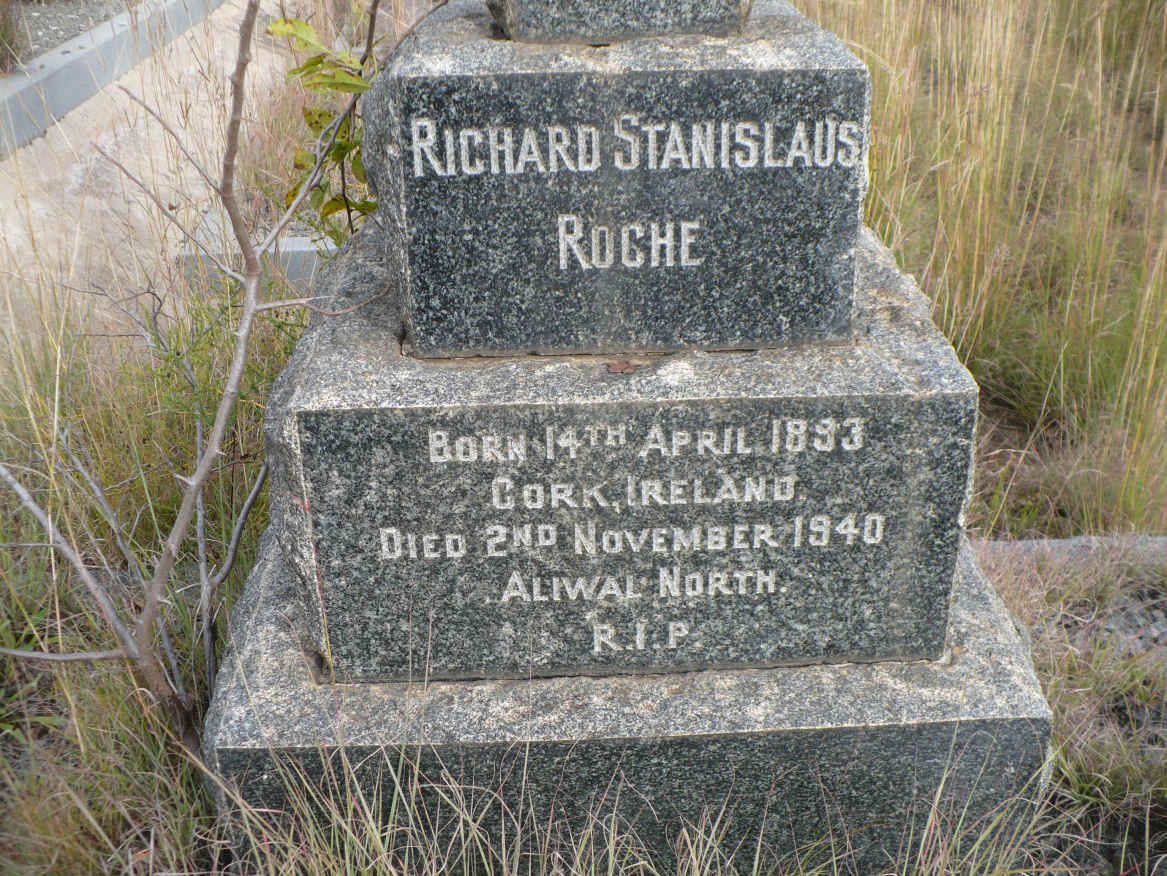 RICHARD STANISLAUS
ROCHE
BORN, 14TH APRIL 1893
CORK, IRELAND.
DIED 2ND NOVEMBER 1940
ALIWAL NORTH.
R.I.P.